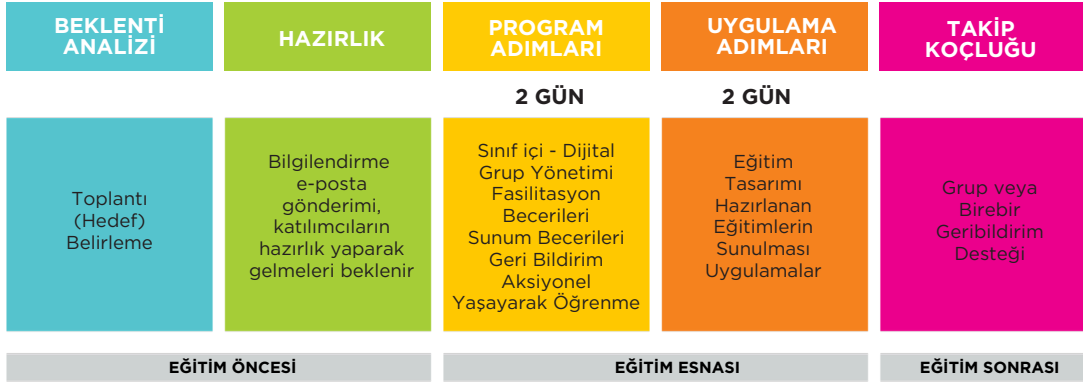 BEKLENTİ
ANALİZİ
HAZIRLIK
PROGRAM
ADIMLARI
UYGULAMA
ADIMLARI
TAKİP
KOÇLUĞU
2 GÜN
2 GÜN
Toplantı
(Hedef)
Belirleme
Bilgilendirme
e-posta
gönderimi,
katılımcıların
hazırlık yaparak
gelmeleri beklenir
Sınıf içi - Dijital
Grup Yönetimi
Fasilitasyon
Becerileri
Sunum Becerileri
Geri Bildirim
Aksiyonel
Yaşayarak Öğrenme
Eğitim
Tasarımı
Hazırlanan
Eğitimlerin
Sunulması
Uygulamalar
Grup veya
Birebir
Geribildirim
Desteği
EĞİTİM ÖNCESİ
EĞİTİM ESNASI
EĞİTİM SONRASI